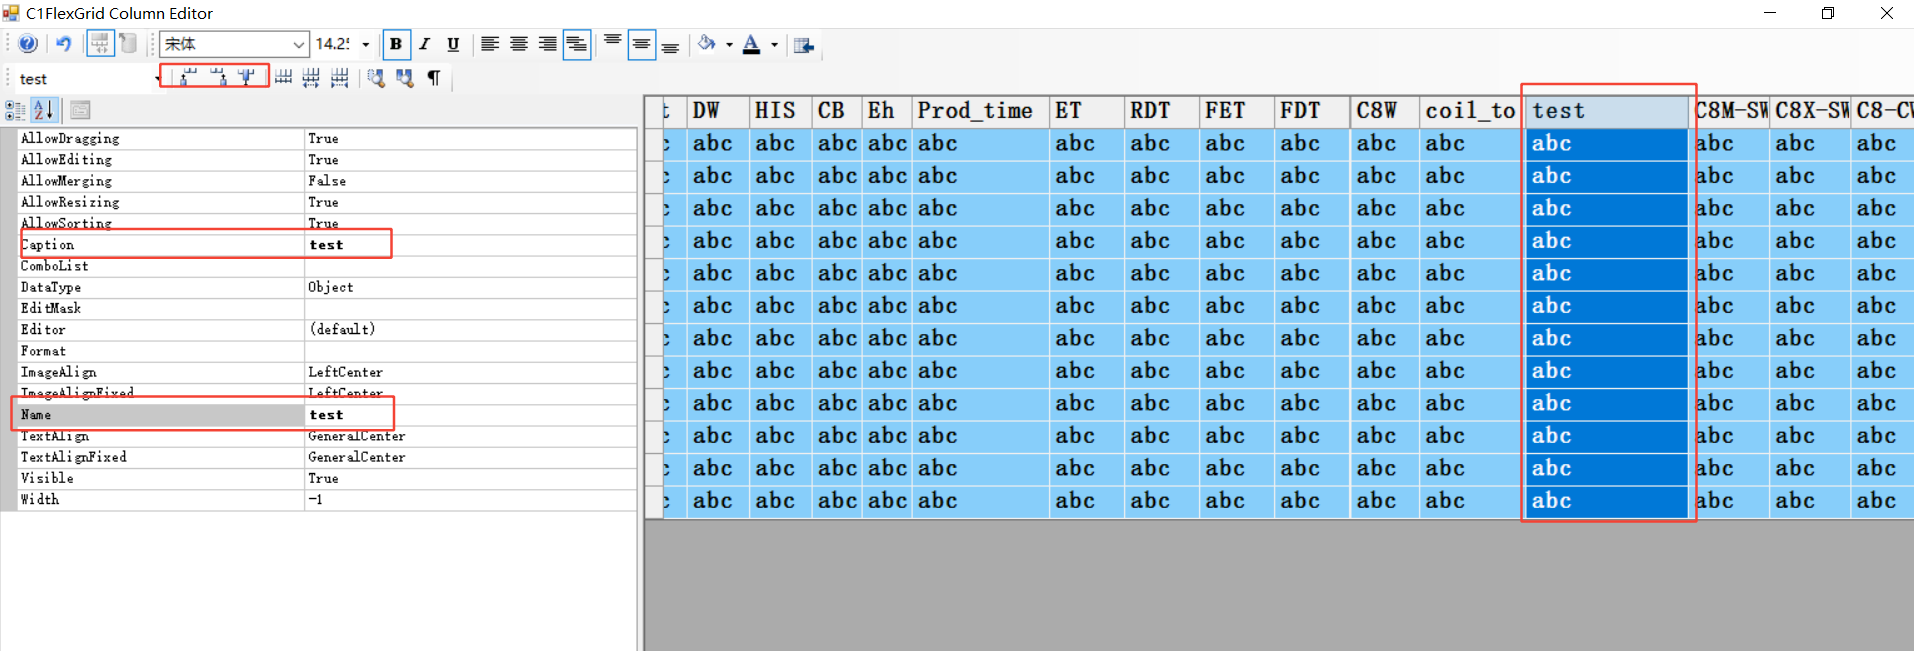 C1FlexGrid Column Editor
宋体 14.25 B I U
test
AllowDragging True
AllowEditing True
AllowMerging False
AllowResizing True
AllowSorting True
Caption test
ComboList
DataType Object
EditMask
Editor (default)
Format
ImageAlign LeftCenter
ImageAlignFixed LeftCenter
Name test
TextAlign GeneralCenter
TextAlignFixed GeneralCenter
Visible True
Width -1
t DW HIS CB Eh Prod_time ET RDT FET FDT C8W coil_to test C8M-SW C8X-SW C8-CW
c abc abc abc abc abc abc abc abc abc abc abc abc abc abc abc
c abc abc abc abc abc abc abc abc abc abc abc abc abc abc abc
c abc abc abc abc abc abc abc abc abc abc abc abc abc abc abc
c abc abc abc abc abc abc abc abc abc abc abc abc abc abc abc
c abc abc abc abc abc abc abc abc abc abc abc abc abc abc abc
c abc abc abc abc abc abc abc abc abc abc abc abc abc abc abc
c abc abc abc abc abc abc abc abc abc abc abc abc abc abc abc
c abc abc abc abc abc abc abc abc abc abc abc abc abc abc abc
c abc abc abc abc abc abc abc abc abc abc abc abc abc abc abc
c abc abc abc abc abc abc abc abc abc abc abc abc abc abc abc
c abc abc abc abc abc abc abc abc abc abc abc abc abc abc abc
c abc abc abc abc abc abc abc abc abc abc abc abc abc abc abc